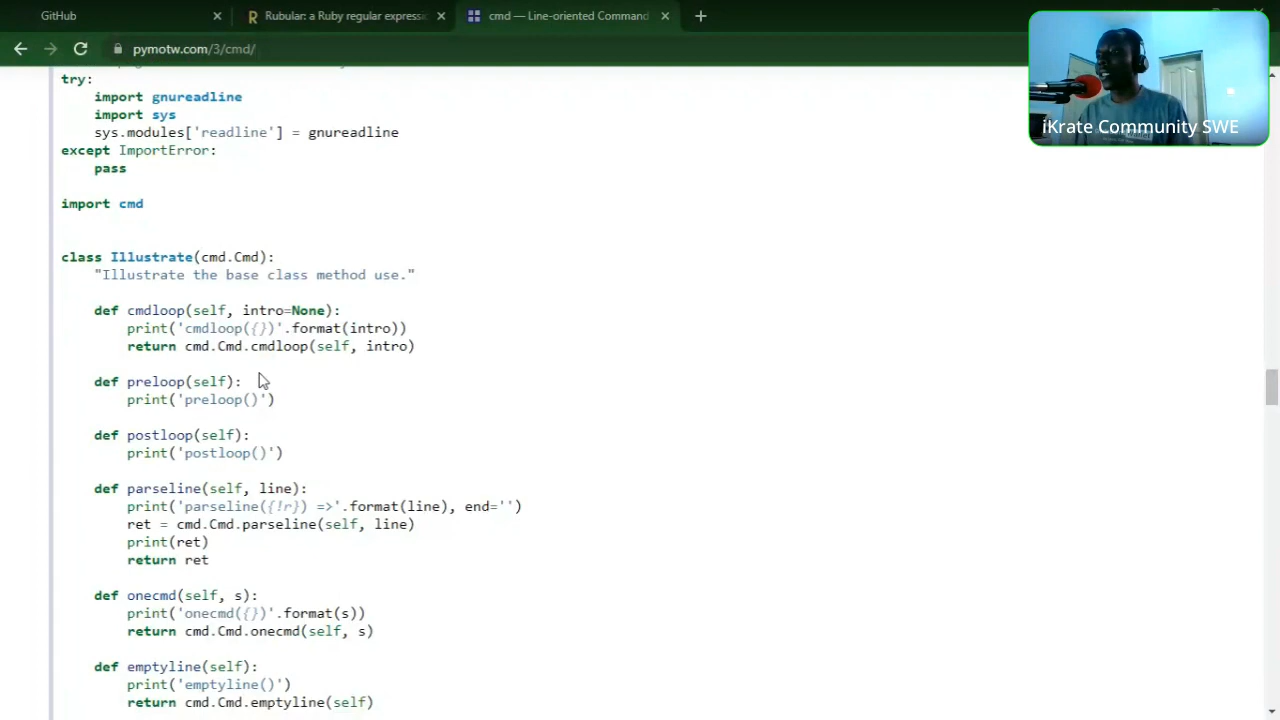 GitHub
Rubular: a Ruby regular expressi
cmd — Line-oriented Command
pymotw.com/3/cmd/
iKrate Community SWE
try:
import gnureadline
import sys
sys.modules['readline'] = gnureadline
except ImportError:
pass
import cmd
class Illustrate(cmd.Cmd):
"Illustrate the base class method use."
def cmdloop(self, intro=None):
print('cmdloop({})'.format(intro))
return cmd.Cmd.cmdloop(self, intro)
def preloop(self):
print('preloop()')
def postloop(self):
print('postloop()')
def parseline(self, line):
print('parseline({!r}) =>'.format(line), end='')
ret = cmd.Cmd.parseline(self, line)
print(ret)
return ret
def onecmd(self, s):
print('onecmd({})'.format(s))
return cmd.Cmd.onecmd(self, s)
def emptyline(self):
print('emptyline()')
return cmd.Cmd.emptyline(self)